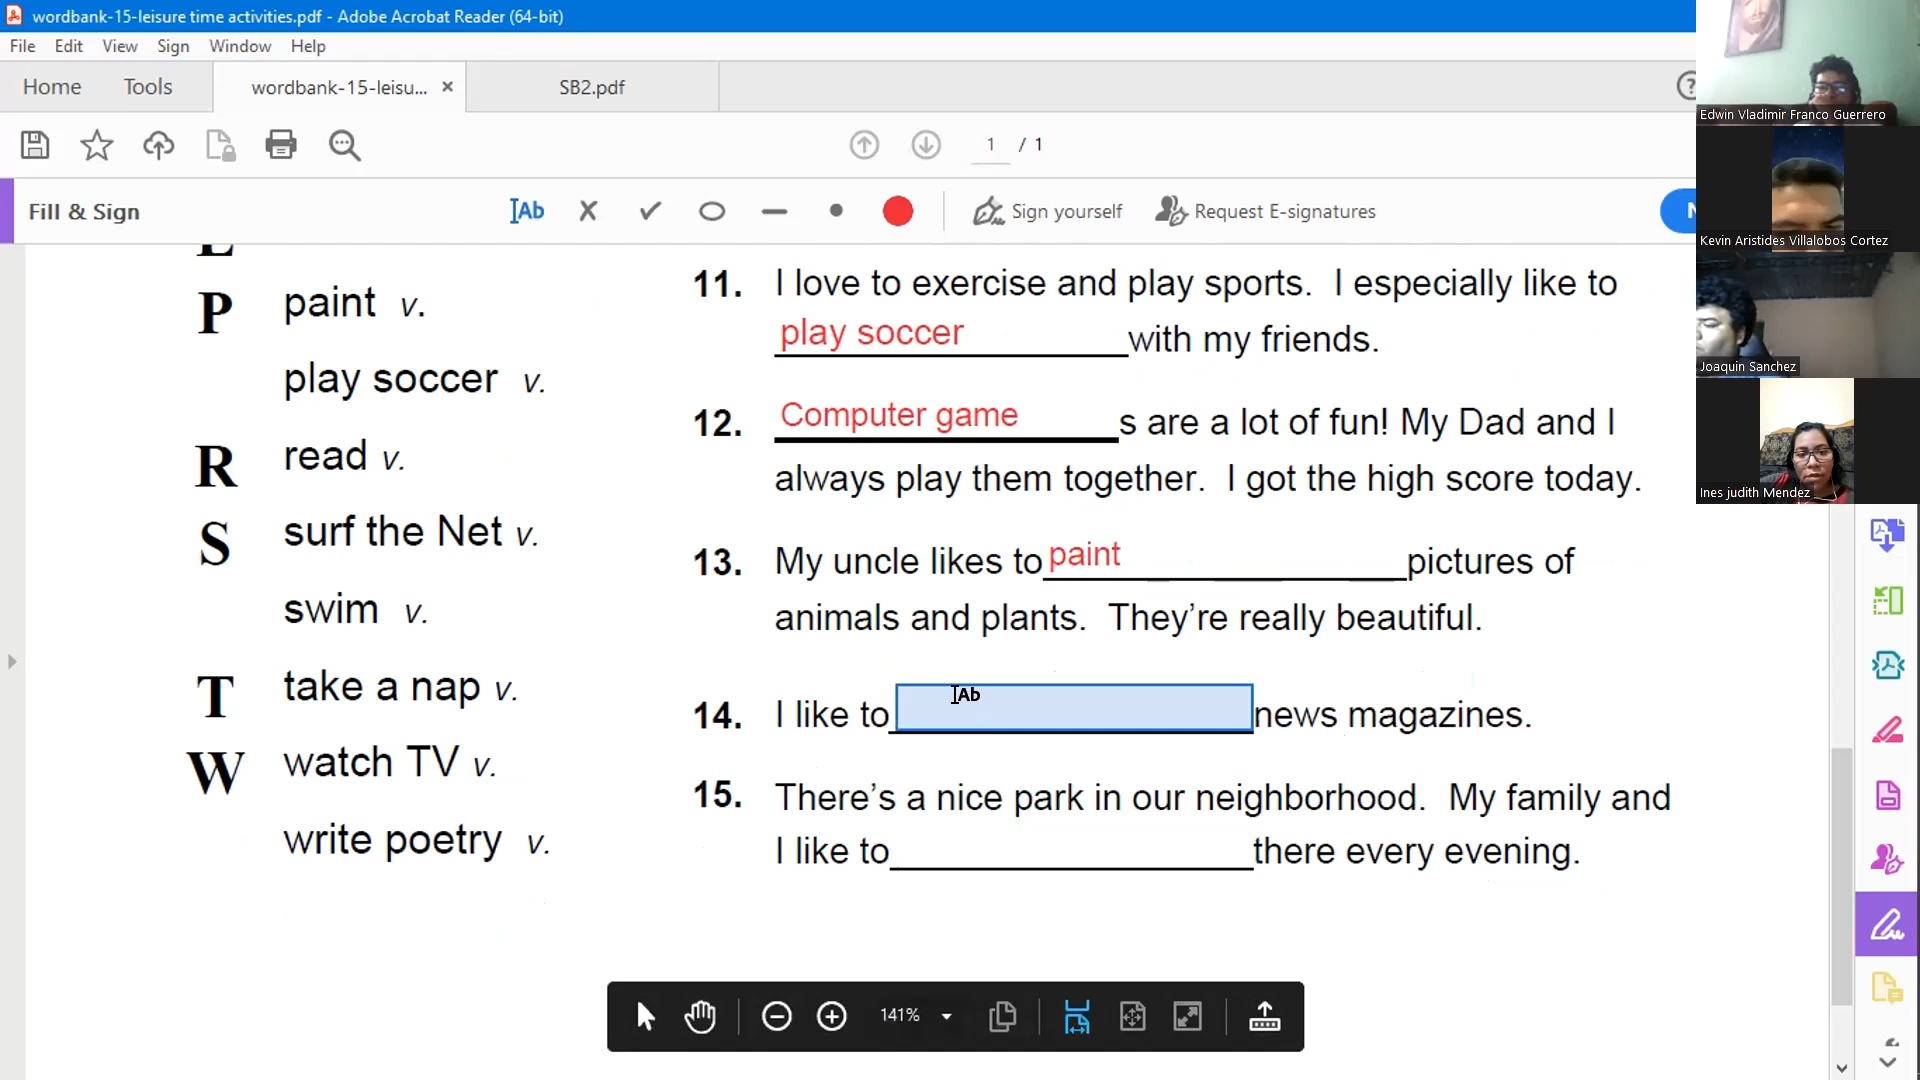 wordbank-15-leisure time activities.pdf - Adobe Acrobat Reader (64-bit)
File Edit View Sign Window Help
Home Tools wordbank-15-leisu... × SB2.pdf
1 / 1
Fill & Sign
Ab
Sign yourself
Request E-signatures
P paint v.
play soccer v.
R read v.
S surf the Net v.
swim v.
T take a nap v.
W watch TV v.
write poetry v.
11. I love to exercise and play sports. I especially like to
play soccer with my friends.
12. Computer game s are a lot of fun! My Dad and I
always play them together. I got the high score today.
13. My uncle likes to paint pictures of
animals and plants. They're really beautiful.
14. I like to Ab news magazines.
15. There's a nice park in our neighborhood. My family and
I like to there every evening.
141%
Edwin Vladimir Franco Guerrero
Kevin Aristides Villalobos Cortez
Joaquin Sanchez
Ines judith Mendez